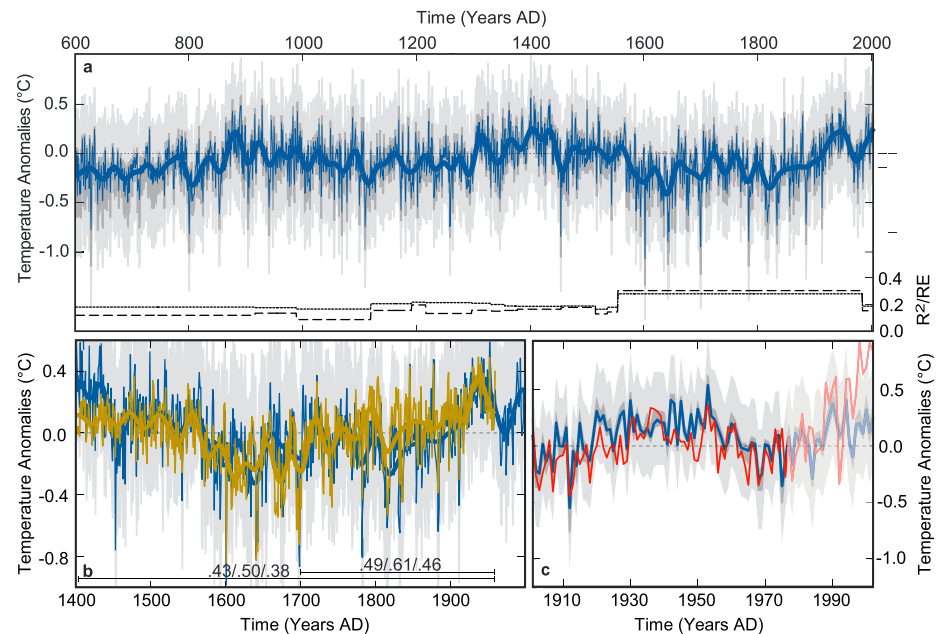 Time (Years AD)
600 800 1000 1200 1400 1600 1800 2000
a
Temperature Anomalies (°C)
0.5
0.0
-0.5
-1.0
0.4
0.2
0.0
R²/RE
Temperature Anomalies (°C)
0.4
0.0
-0.4
-0.8
b
.43/.50/.38
.49/.61/.46
1400 1500 1600 1700 1800 1900
Time (Years AD)
c
0.5
0.0
-0.5
-1.0
Temperature Anomalies (°C)
1910 1930 1950 1970 1990
Time (Years AD)